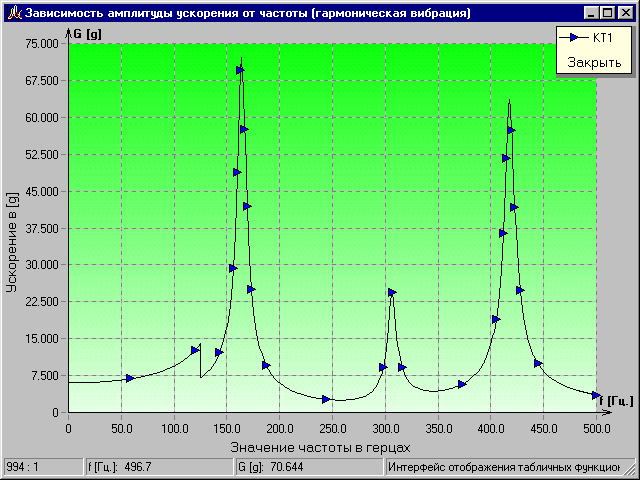 Зависимость амплитуды ускорения от частоты (гармоническая вибрация)
G [g]
КТ1
Закрыть
75.000
67.500
60.000
52.500
45.000
37.500
30.000
22.500
15.000
7.500
0
Ускорение в [g]
f [Гц.]
0 50.0 100.0 150.0 200.0 250.0 300.0 350.0 400.0 450.0 500.0
Значение частоты в герцах
994 : 1 f [Гц.]: 496.7 G [g]: 70.644 Интерфейс отображения табличных функцион